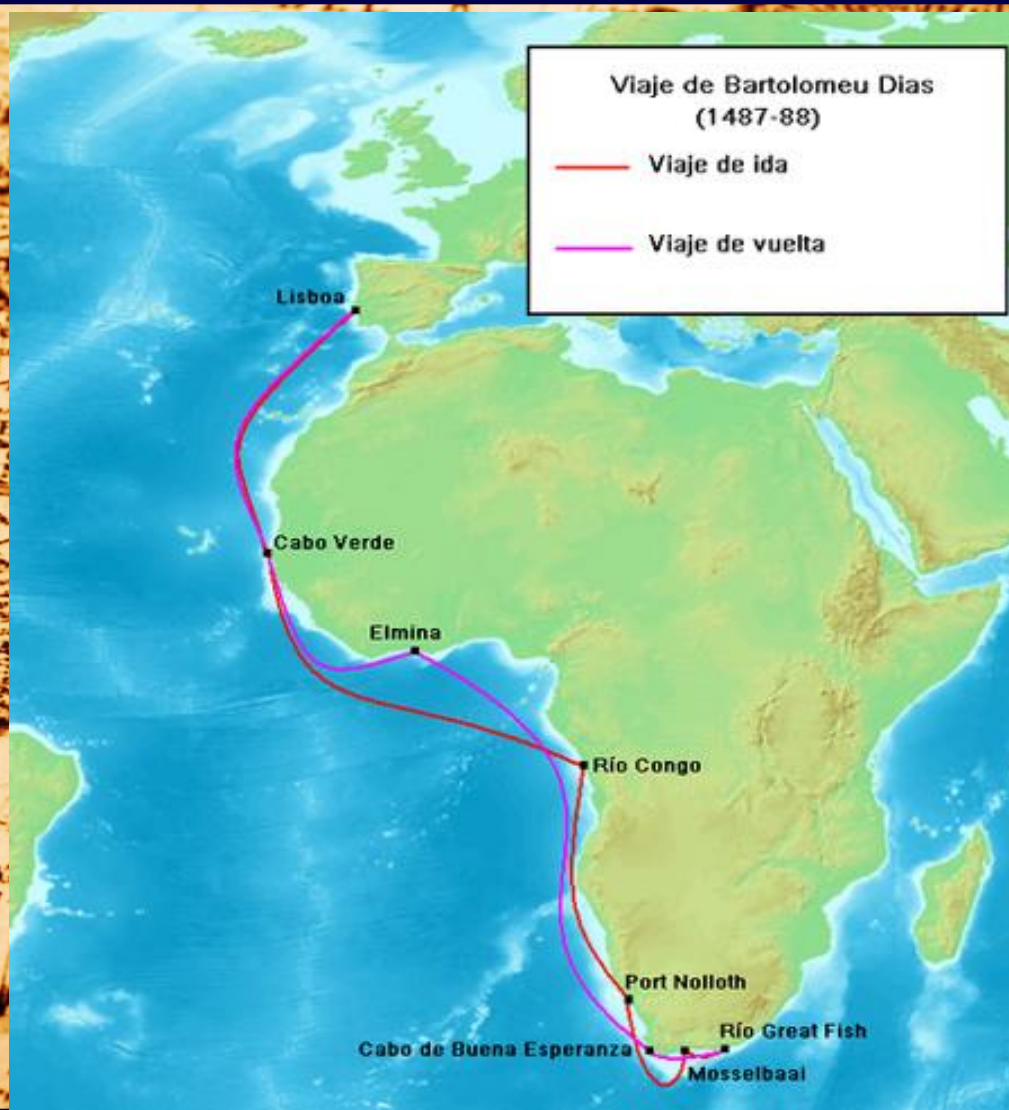 Viaje de Bartolomeu Dias
(1487-88)
Viaje de ida
Viaje de vuelta
Lisboa
Cabo Verde
Elmina
Río Congo
Port Nolloth
Río Great Fish
Cabo de Buena Esperanza
Mosselbaai